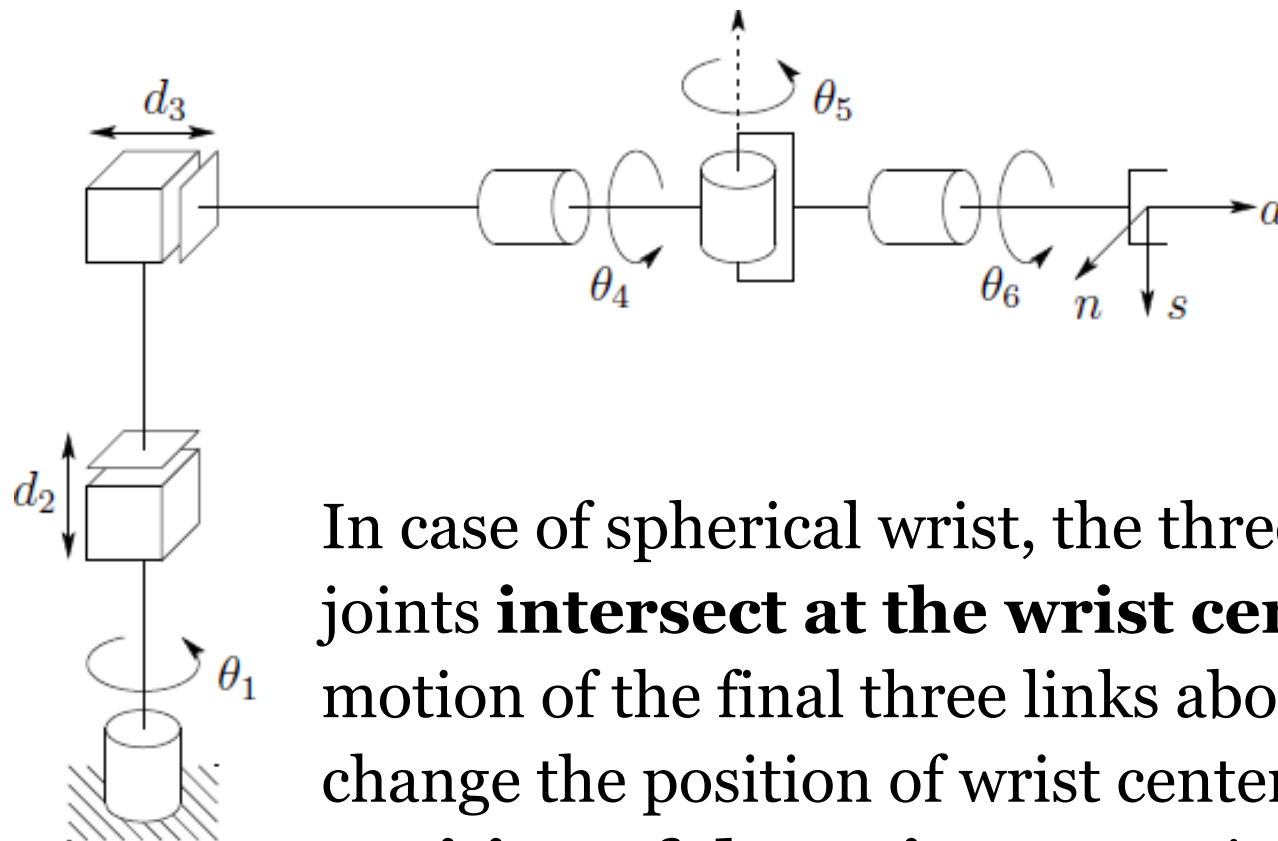 d₃
θ₅
a
θ₄
θ₆
n
s
d₂
θ₁
In case of spherical wrist, the three
joints intersect at the wrist cen
motion of the final three links abo
change the position of wrist center